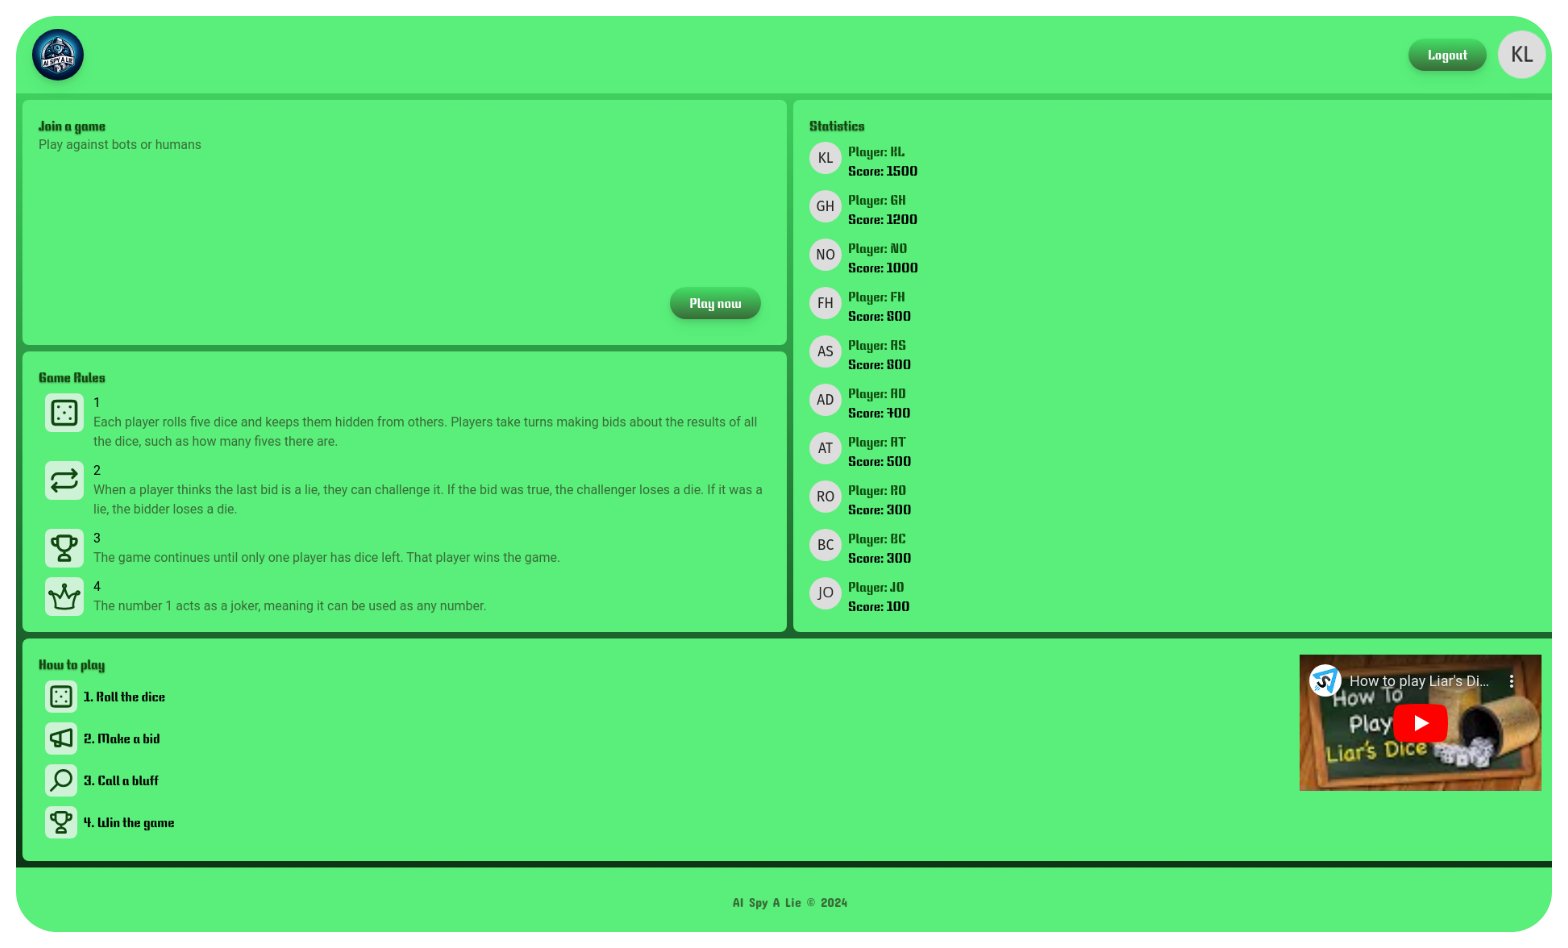 AI SPY A LIE
Logout
KL
Join a game
Play against bots or humans
Play now
Game Rules
1
Each player rolls five dice and keeps them hidden from others. Players take turns making bids about the results of all
the dice, such as how many fives there are.
2
When a player thinks the last bid is a lie, they can challenge it. If the bid was true, the challenger loses a die. If it was a
lie, the bidder loses a die.
3
The game continues until only one player has dice left. That player wins the game.
4
The number 1 acts as a joker, meaning it can be used as any number.
Statistics
KL
Player: KL
Score: 1500
GH
Player: GH
Score: 1200
NO
Player: NO
Score: 1000
FH
Player: FH
Score: 800
AS
Player: AS
Score: 800
AD
Player: AD
Score: 700
AT
Player: AT
Score: 500
RO
Player: RO
Score: 300
BC
Player: BC
Score: 300
JO
Player: JO
Score: 100
How to play
1. Roll the dice
2. Make a bid
3. Call a bluff
4. Win the game
How to play Liar's Di...
How To
Play
Liar's Dice
AI Spy A Lie © 2024